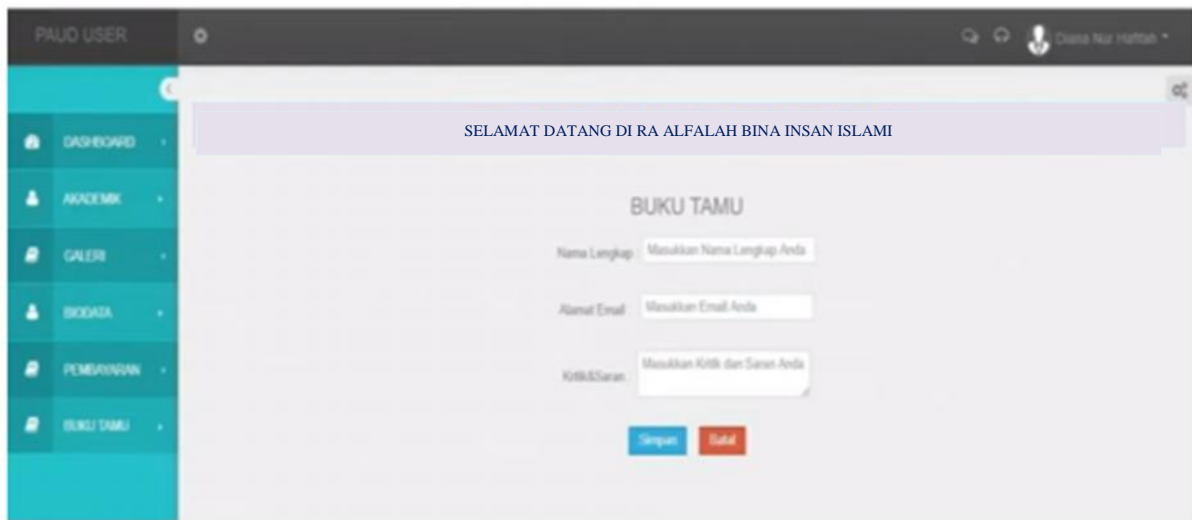 PAUD USER
Diana Nur
SELAMAT DATANG DI RA ALFALAH BINA INSAN ISLAMI
DASHBOARD
AKADEMIK
GALERI
BIODATA
PEMBAYARAN
BUKU TAMU
BUKU TAMU
Nama Lengkap Masukkan Nama Lengkap Anda
Alamat Email Masukkan Email Anda
Kritik&Saran Masukkan Kritik dan Saran Anda
Simpan Batal